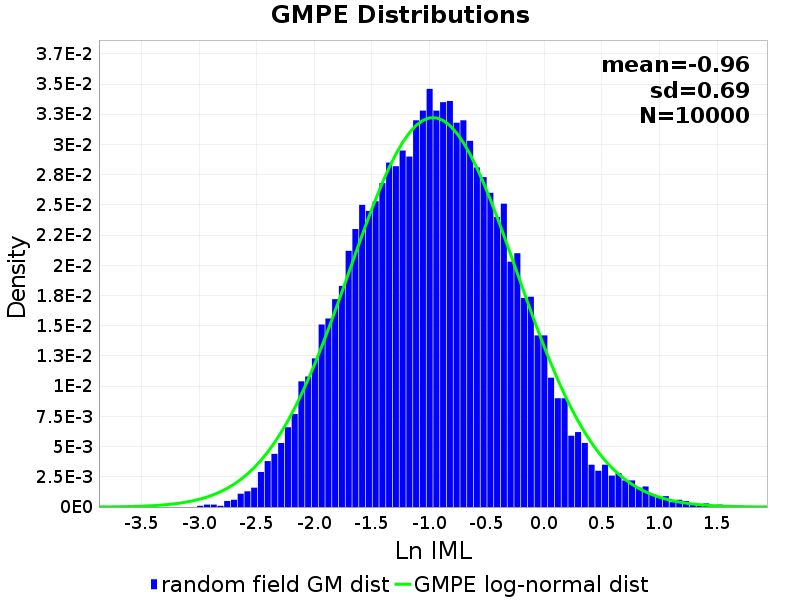 GMPE Distributions
mean=-0.96
sd=0.69
N=10000
3.7E-2
3.5E-2
3.3E-2
3E-2
2.8E-2
2.5E-2
2.2E-2
2E-2
1.8E-2
1.5E-2
1.3E-2
1E-2
7.5E-3
5E-3
2.5E-3
0E0
Density
-3.5 -3.0 -2.5 -2.0 -1.5 -1.0 -0.5 0.0 0.5 1.0 1.5
Ln IML
random field GM dist GMPE log-normal dist